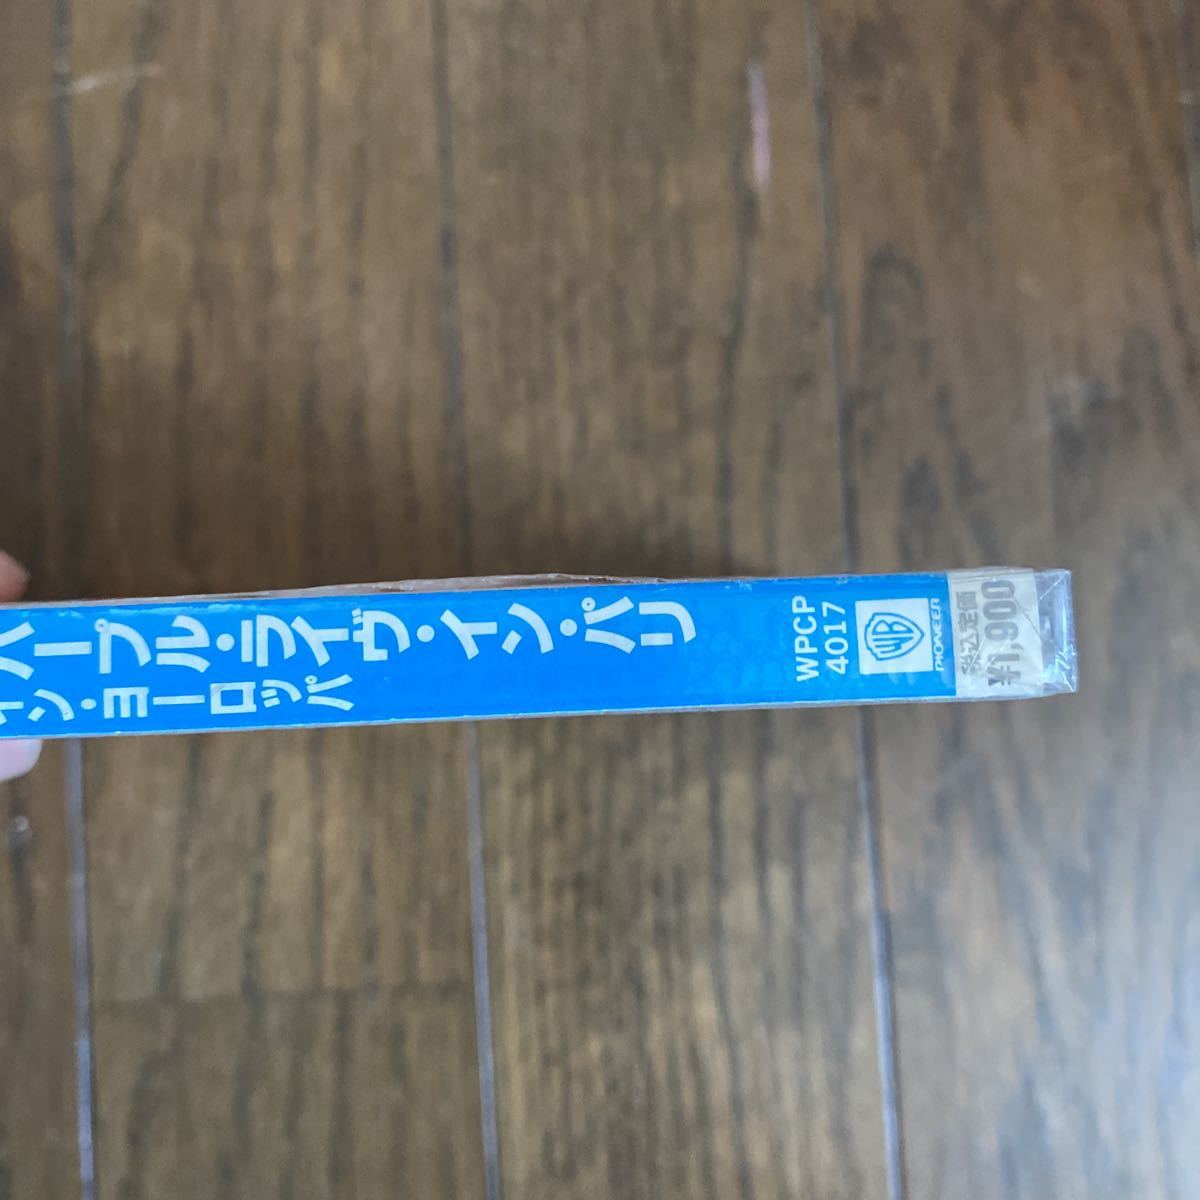 パープル・ライヴ・イン・パリ
イン・ヨーロッパ
WPCP
4017
WB
PIONEER
税込定価
¥1,900